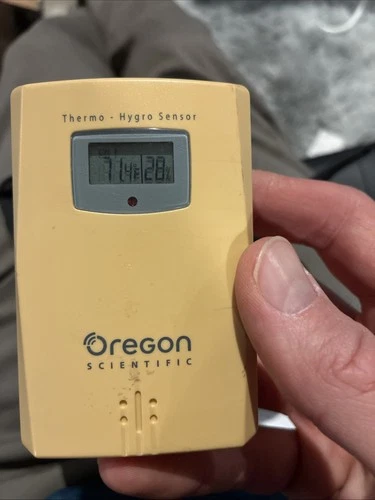 Thermo - Hygro Sensor
71.4°F 28%
Oregon
SCIENTIFIC